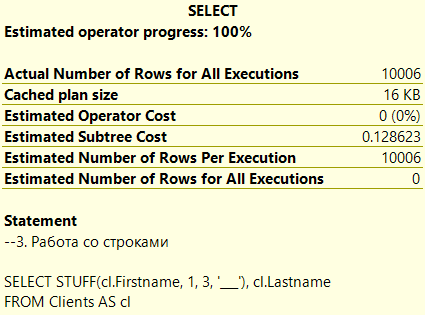 SELECT
Estimated operator progress: 100%
Actual Number of Rows for All Executions 10006
Cached plan size 16 KB
Estimated Operator Cost 0 (0%)
Estimated Subtree Cost 0.128623
Estimated Number of Rows Per Execution 10006
Estimated Number of Rows for All Executions 0
Statement
--3. Работа со строками
SELECT STUFF(cl.Firstname, 1, 3, '___'), cl.Lastname
FROM Clients AS cl